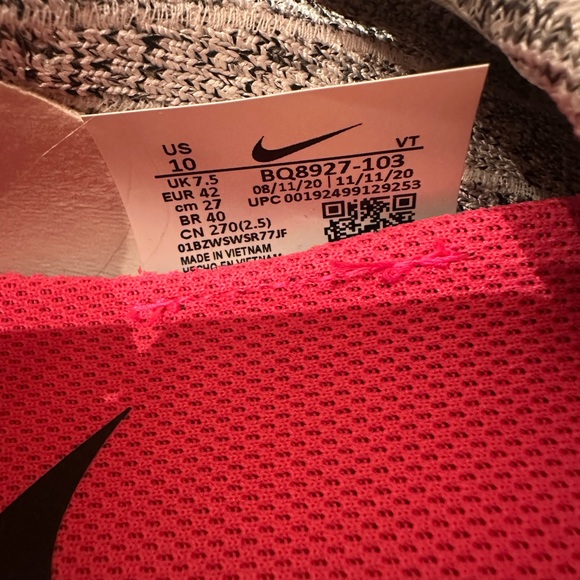 US
10
VT
BQ8927-103
UK 7.5
08/11/20 | 11/11/20
EUR 42
UPC 00192499129253
cm 27
BR 40
CN 270(2.5)
01BZWSWSR77JF
MADE IN VIETNAM
HECHO EN VIETNAM